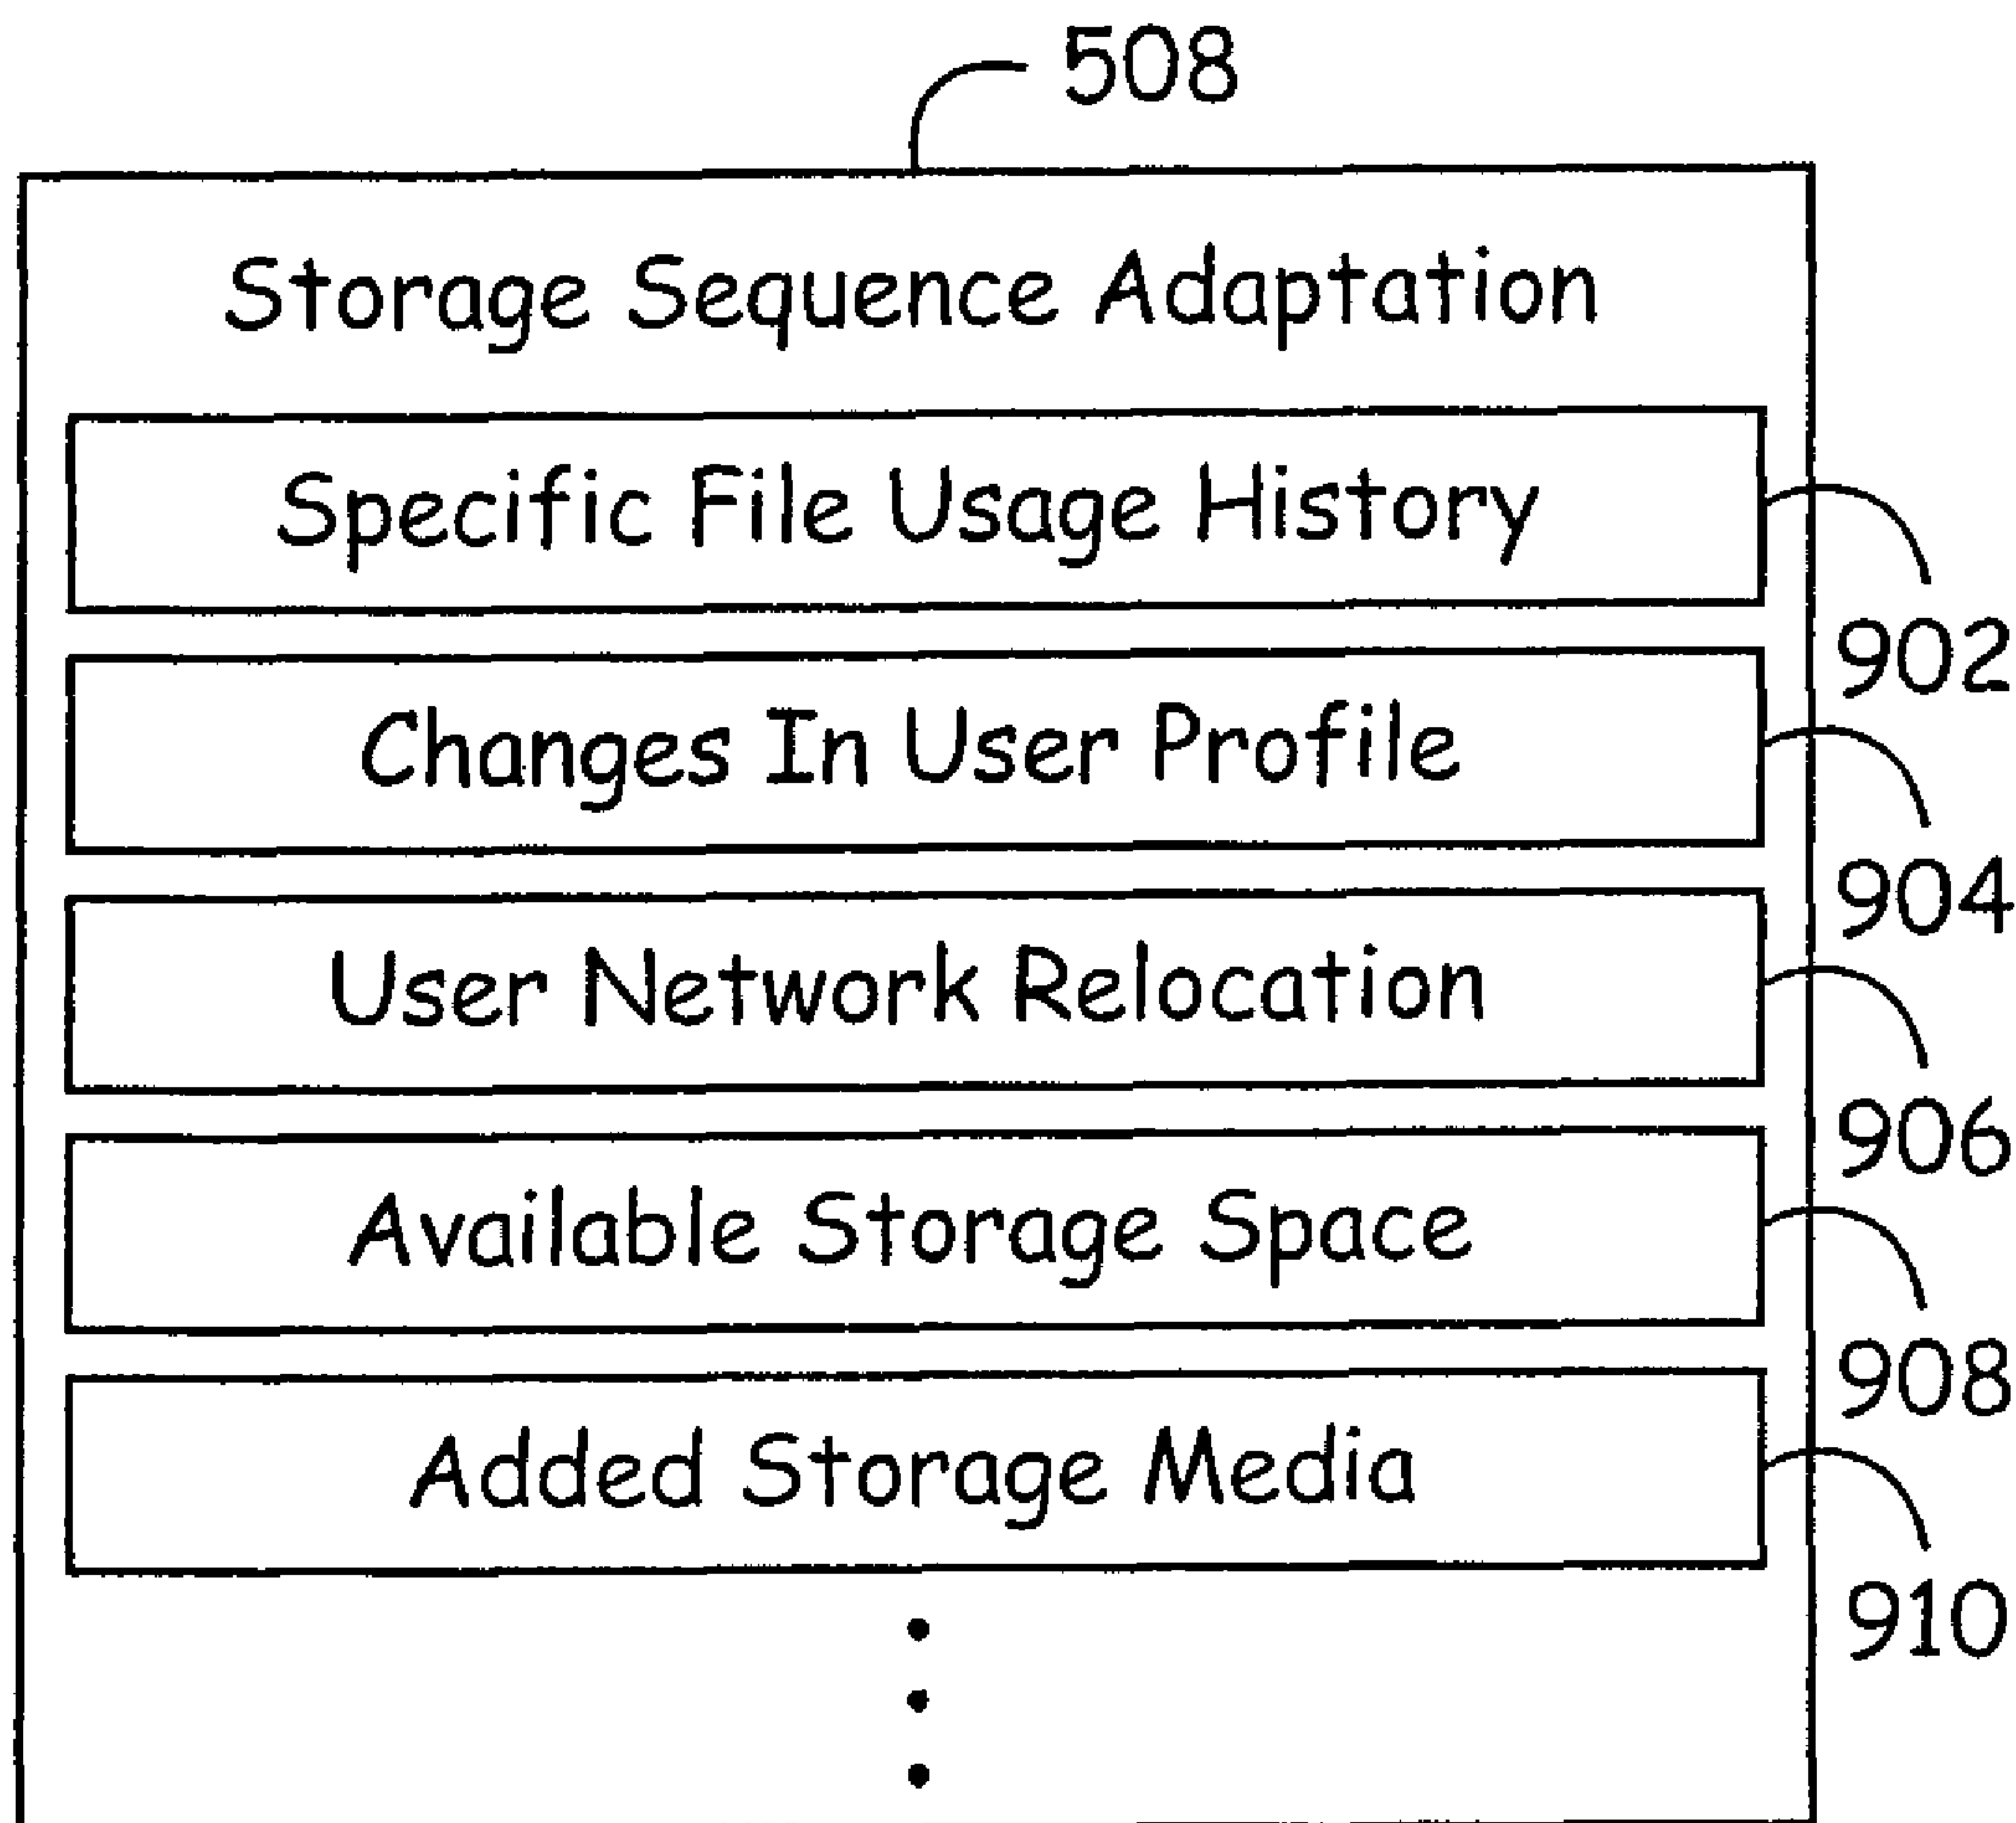 508
Storage Sequence Adaptation
Specific File Usage History
902
Changes In User Profile
904
User Network Relocation
906
Available Storage Space
908
Added Storage Media
910